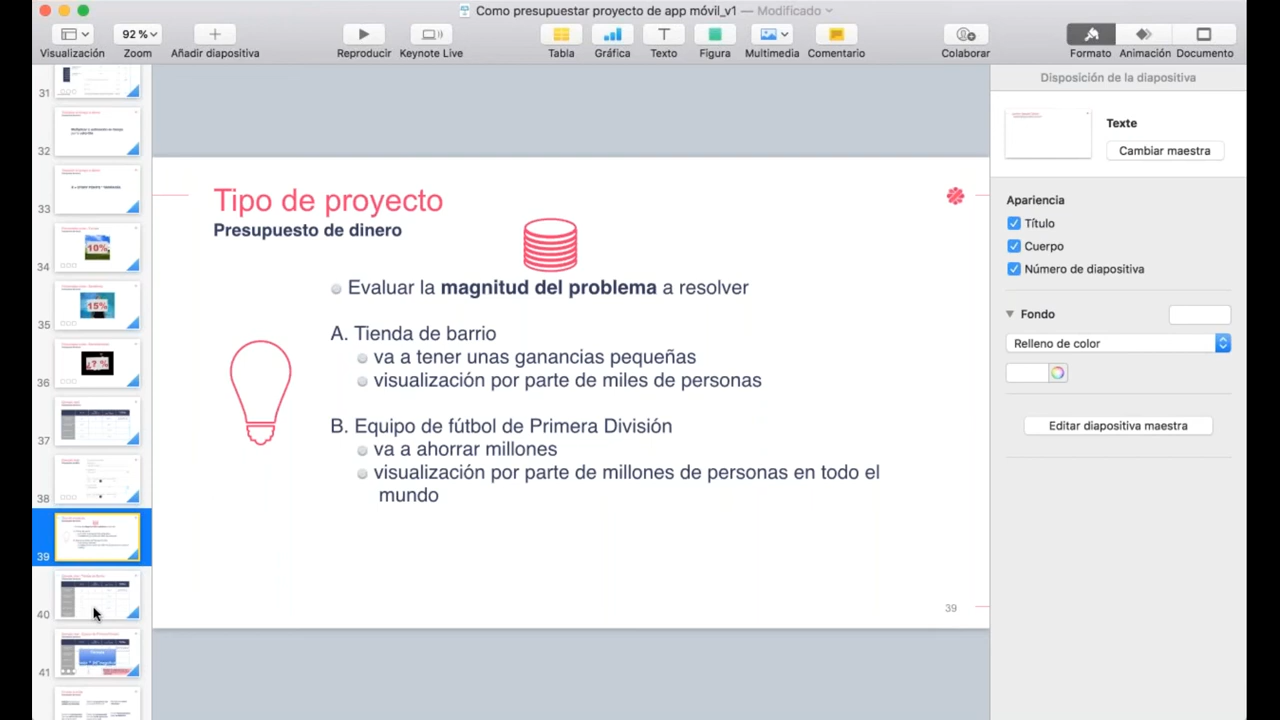 Como presupuestar proyecto de app móvil_v1 — Modificado
92 %
Visualización Zoom Añadir diapositiva Reproducir Keynote Live Tabla Gráfica Texto Figura Multimedia Comentario Colaborar Formato Animación Documento
31
32
33
34
10%
35
15%
36
37
38
39
40
41
Tipo de proyecto
Presupuesto de dinero
Evaluar la magnitud del problema a resolver
A. Tienda de barrio
va a tener unas ganancias pequeñas
visualización por parte de miles de personas
B. Equipo de fútbol de Primera División
va a ahorrar millones
visualización por parte de millones de personas en todo el
mundo
39
Disposición de la diapositiva
Texte
Cambiar maestra
Apariencia
Título
Cuerpo
Número de diapositiva
Fondo
Relleno de color
Editar diapositiva maestra